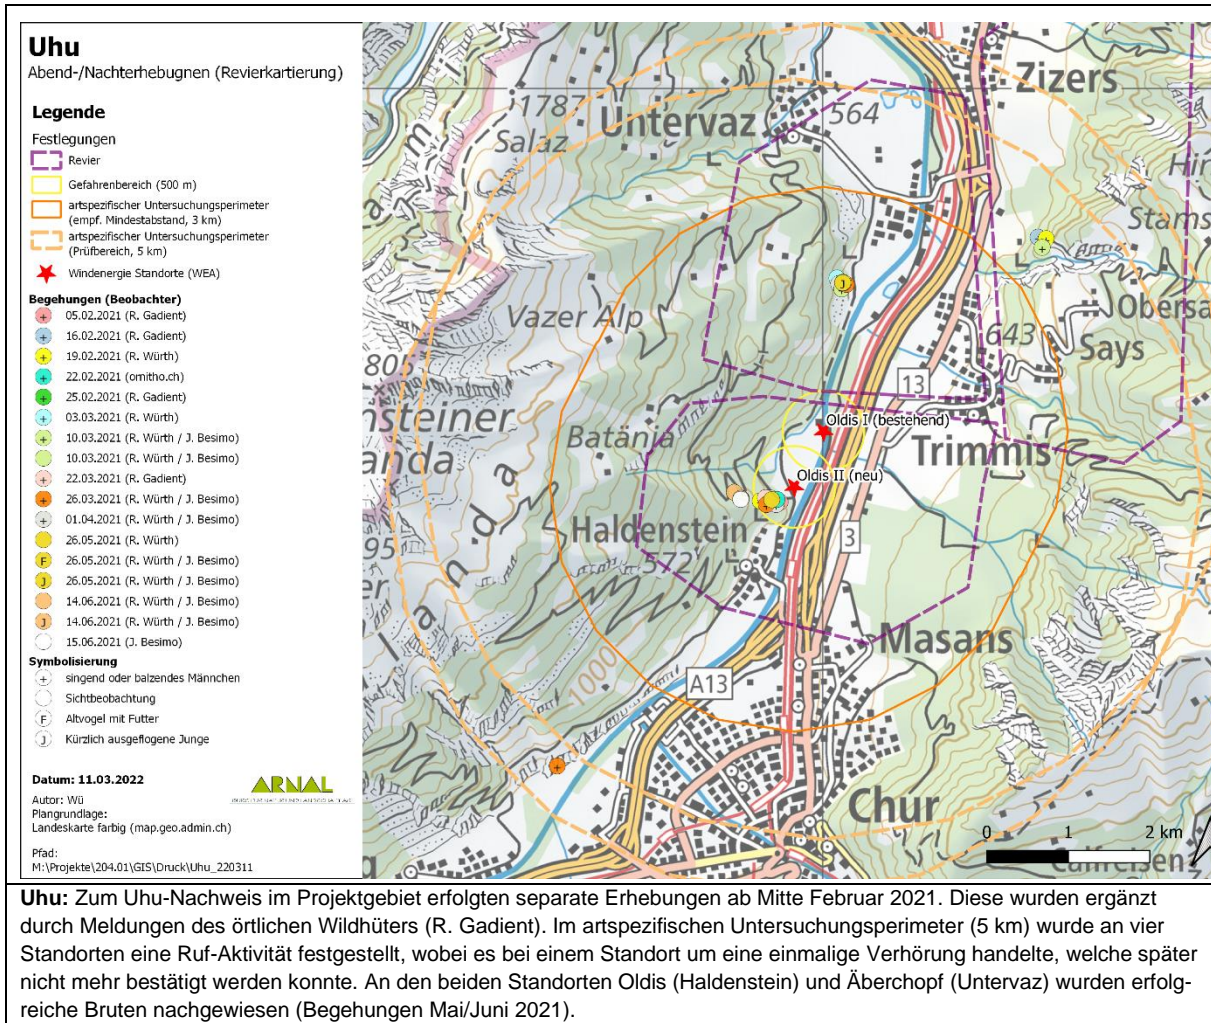 Uhu
Abend-/Nachterhebugnen (Revierkartierung)
Legende
Festlegungen
Revier
Gefahrenbereich (500 m)
artspezifischer Untersuchungsperimeter
(empf. Mindestabstand, 3 km)
artspezifischer Untersuchungsperimeter
(Prüfbereich, 5 km)
Windenergie Standorte (WEA)
Begehungen (Beobachter)
+ 05.02.2021 (R. Gadient)
+ 16.02.2021 (R. Gadient)
+ 19.02.2021 (R. Würth)
+ 22.02.2021 (ornitho.ch)
+ 25.02.2021 (R. Gadient)
+ 03.03.2021 (R. Würth)
+ 10.03.2021 (R. Würth / J. Besimo)
10.03.2021 (R. Würth / J. Besimo)
+ 22.03.2021 (R. Gadient)
+ 26.03.2021 (R. Würth / J. Besimo)
+ 01.04.2021 (R. Würth / J. Besimo)
26.05.2021 (R. Würth)
F 26.05.2021 (R. Würth / J. Besimo)
J 26.05.2021 (R. Würth / J. Besimo)
14.06.2021 (R. Würth / J. Besimo)
J 14.06.2021 (R. Würth / J. Besimo)
15.06.2021 (J. Besimo)
Symbolisierung
+ singend oder balzendes Männchen
Sichtbeobachtung
F Altvogel mit Futter
J Kürzlich ausgeflogene Junge
Datum: 11.03.2022
ARNAL
Autor: Wü
Plangrundlage:
Landeskarte farbig (map.geo.admin.ch)
Pfad:
M:\Projekte\204.01\GIS\Druck\Uhu_220311
Zizers
1787
564
Untervaz
Salaz
Stams
Obersa
Vazer Alp
643
Says
805
13
nsteiner
Oldis I (bestehend)
Batänja
anda
Trimmis
Oldis II (neu)
Haldenstein
3
572
95
Masans
1000
A13
Chur
0 1 2 km
Calfreisen
Uhu: Zum Uhu-Nachweis im Projektgebiet erfolgten separate Erhebungen ab Mitte Februar 2021. Diese wurden ergänzt
durch Meldungen des örtlichen Wildhüters (R. Gadient). Im artspezifischen Untersuchungsperimeter (5 km) wurde an vier
Standorten eine Ruf-Aktivität festgestellt, wobei es bei einem Standort um eine einmalige Verhörung handelte, welche später
nicht mehr bestätigt werden konnte. An den beiden Standorten Oldis (Haldenstein) und Äberchopf (Untervaz) wurden erfolg-
reiche Bruten nachgewiesen (Begehungen Mai/Juni 2021).